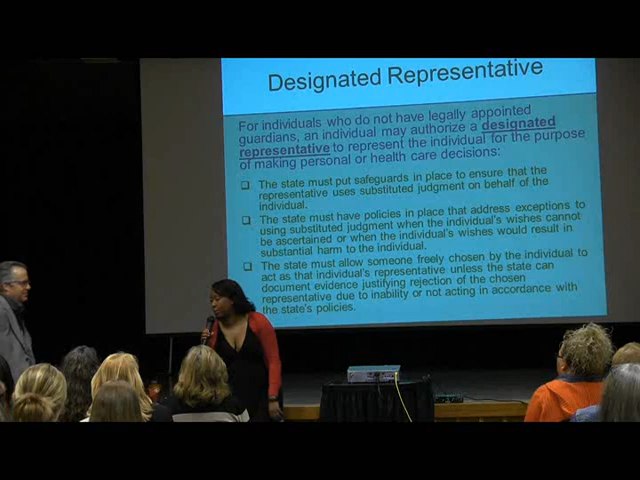 Designated Representative
For individuals who do not have legally appointed
guardians, an individual may authorize a designated
representative to represent the individual for the purpose
of making personal or health care decisions:
The state must put safeguards in place to ensure that the
representative uses substituted judgment on behalf of the
individual.
The state must have policies in place that address exceptions to
using substituted judgment when the individual's wishes cannot
be ascertained or when the individual's wishes would result in
substantial harm to the individual.
The state must allow someone freely chosen by the individual to
act as that individual's representative unless the state can
document evidence justifying rejection of the chosen
representative due to inability or not acting in accordance with
the state's policies.